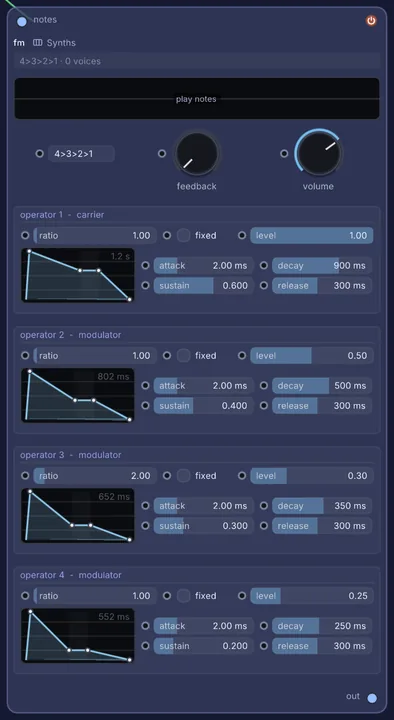 notes
fm Synths
4>3>2>1 · 0 voices
play notes
4>3>2>1
feedback volume
operator 1 - carrier
ratio 1.00 fixed level 1.00
1.2 s
attack 2.00 ms decay 900 ms
sustain 0.600 release 300 ms
operator 2 - modulator
ratio 1.00 fixed level 0.50
802 ms
attack 2.00 ms decay 500 ms
sustain 0.400 release 300 ms
operator 3 - modulator
ratio 2.00 fixed level 0.30
652 ms
attack 2.00 ms decay 350 ms
sustain 0.300 release 300 ms
operator 4 - modulator
ratio 1.00 fixed level 0.25
552 ms
attack 2.00 ms decay 250 ms
sustain 0.200 release 300 ms
out